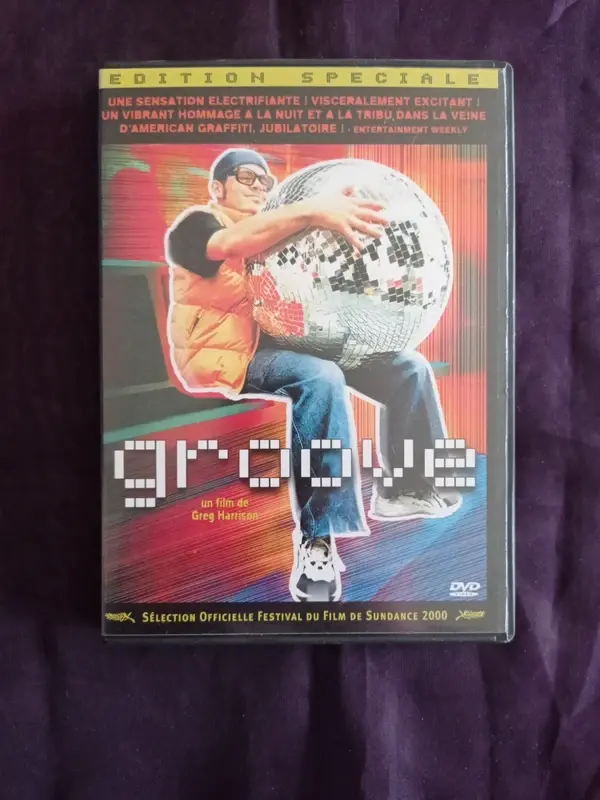 EDITION SPECIALE
UNE SENSATION ELECTRIFIANTE ! VISCERALEMENT EXCITANT !
UN VIBRANT HOMMAGE A LA NUIT ET A LA TRIBU, DANS LA VEINE
D'AMERICAN GRAFFITI. JUBILATOIRE ! - ENTERTAINMENT WEEKLY
groove
un film de
Greg Harrison
DVD
VIDEO
SÉLECTION OFFICIELLE FESTIVAL DU FILM DE SUNDANCE 2000